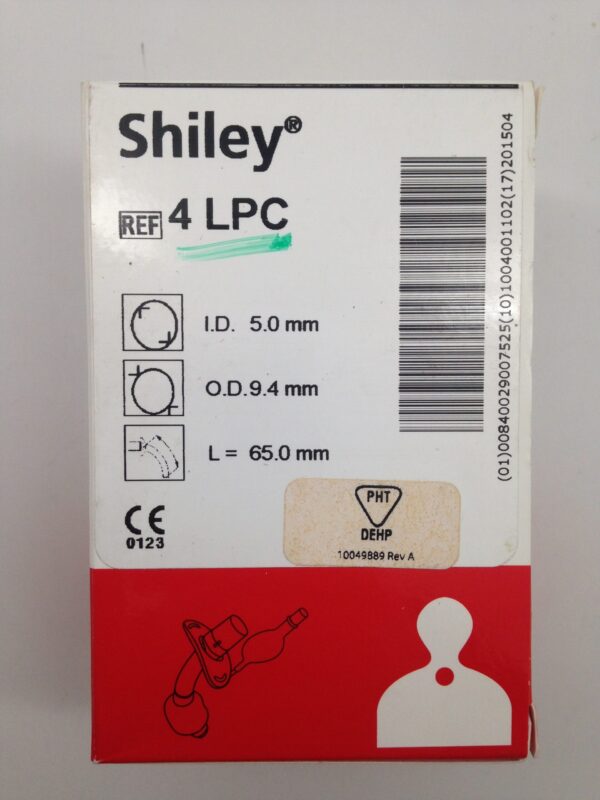 Shiley®
REF 4 LPC
I.D. 5.0 mm
O.D.9.4 mm
L = 65.0 mm
CE
0123
PHT
DEHP
10049889 Rev A
(01)00840029007525(10)1004001102(17)201504